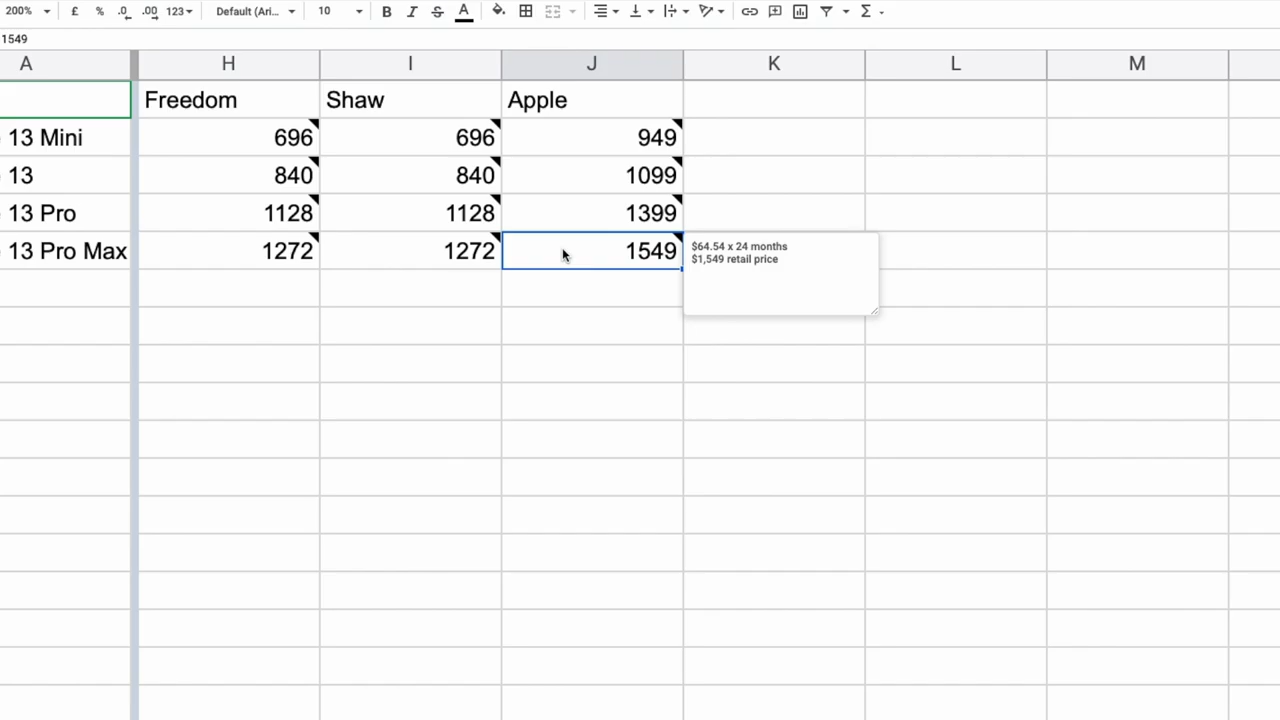 200% £ % .0 .00 123 Default (Ari... 10 B I S A Σ
1549
A H I J K L M
Freedom Shaw Apple
13 Mini 696 696 949
13 840 840 1099
13 Pro 1128 1128 1399
13 Pro Max 1272 1272 1549
$64.54 x 24 months
$1,549 retail price